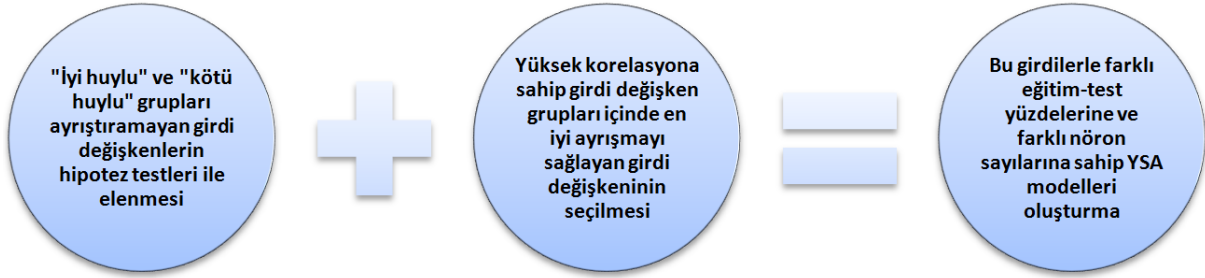 "İyi huylu" ve "kötü
huylu" grupları
ayrıştıramayan girdi
değişkenlerin
hipotez testleri ile
elenmesi
Yüksek korelasyona
sahip girdi değişken
grupları içinde en
iyi ayrışmayı
sağlayan girdi
değişkeninin
seçilmesi
Bu girdilerle farklı
eğitim-test
yüzdelerine ve
farklı nöron
sayılarına sahip YSA
modelleri
oluşturma